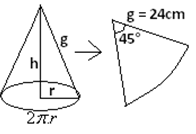 g = 24cm
45°
g
h
r
2πr